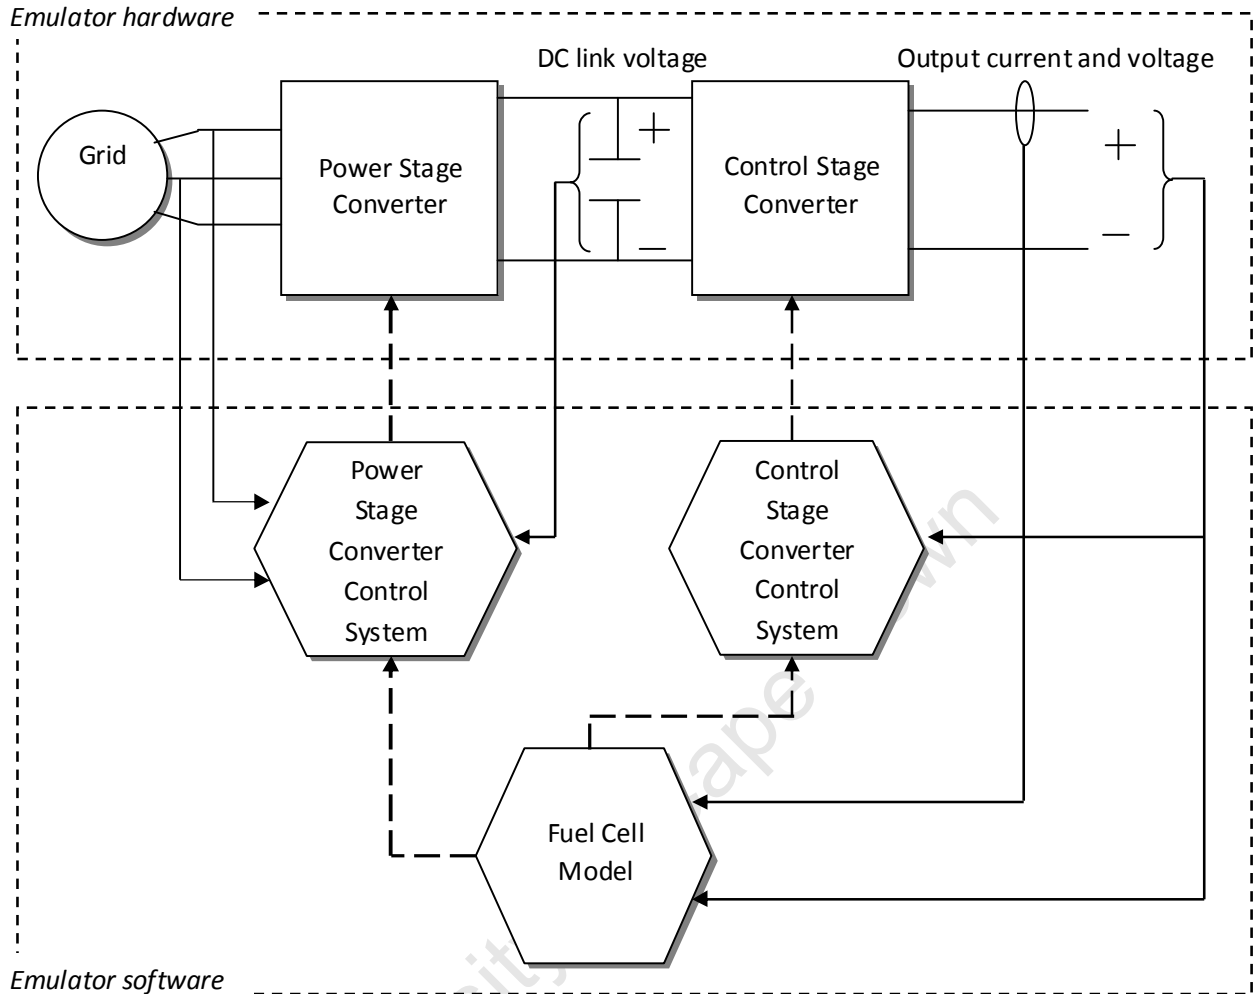 Emulator hardware
DC link voltage
Output current and voltage
Grid
Power Stage
Converter
+
−
Control Stage
Converter
+
−
Power
Stage
Converter
Control
System
Control
Stage
Converter
Control
System
Fuel Cell
Model
Emulator software